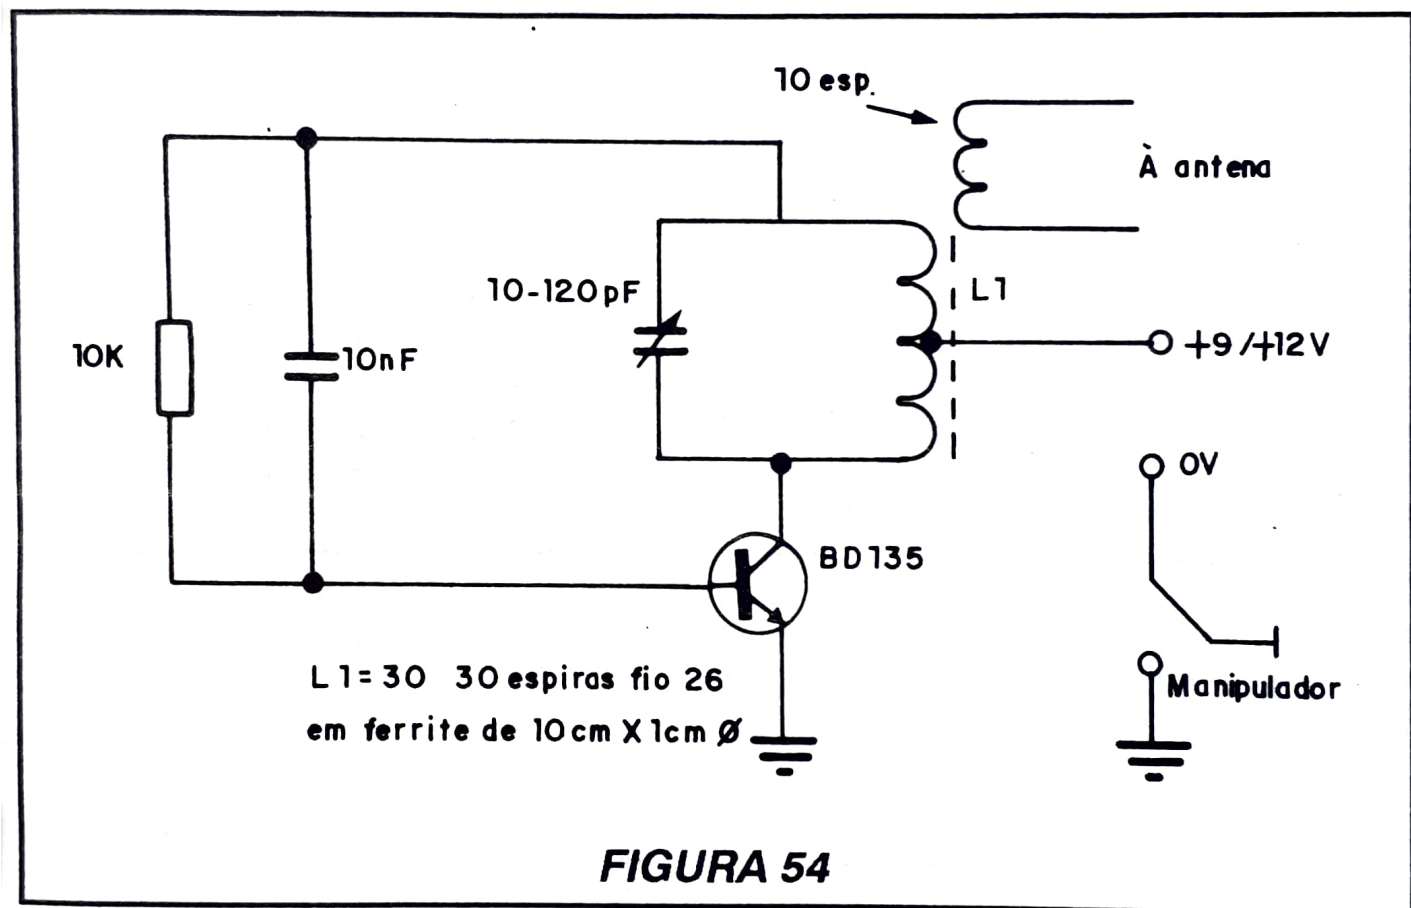 10 esp.
À antena
10-120pF
L1
10K
10nF
+9/+12V
0V
BD135
L1=30 30 espiras fio 26
em ferrite de 10cm X 1cm Ø
Manipulador
FIGURA 54